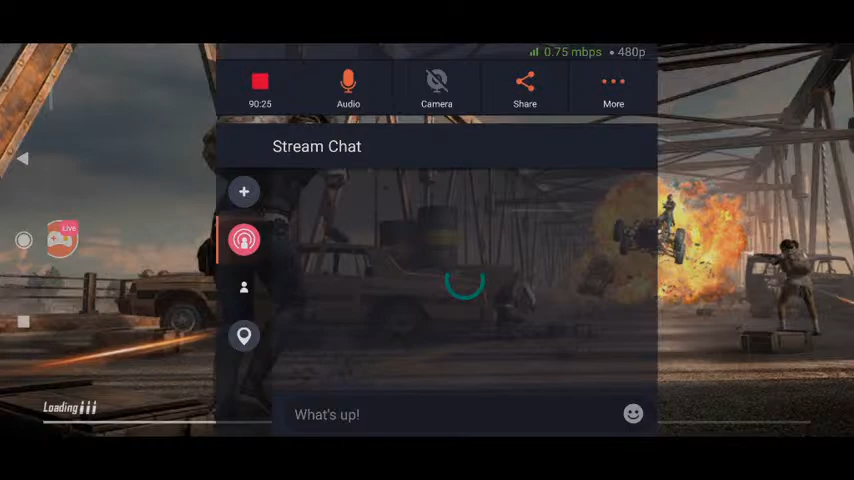 0.75 mbps • 480p
90:25 Audio Camera Share More
Stream Chat
Live
Loading
What's up!